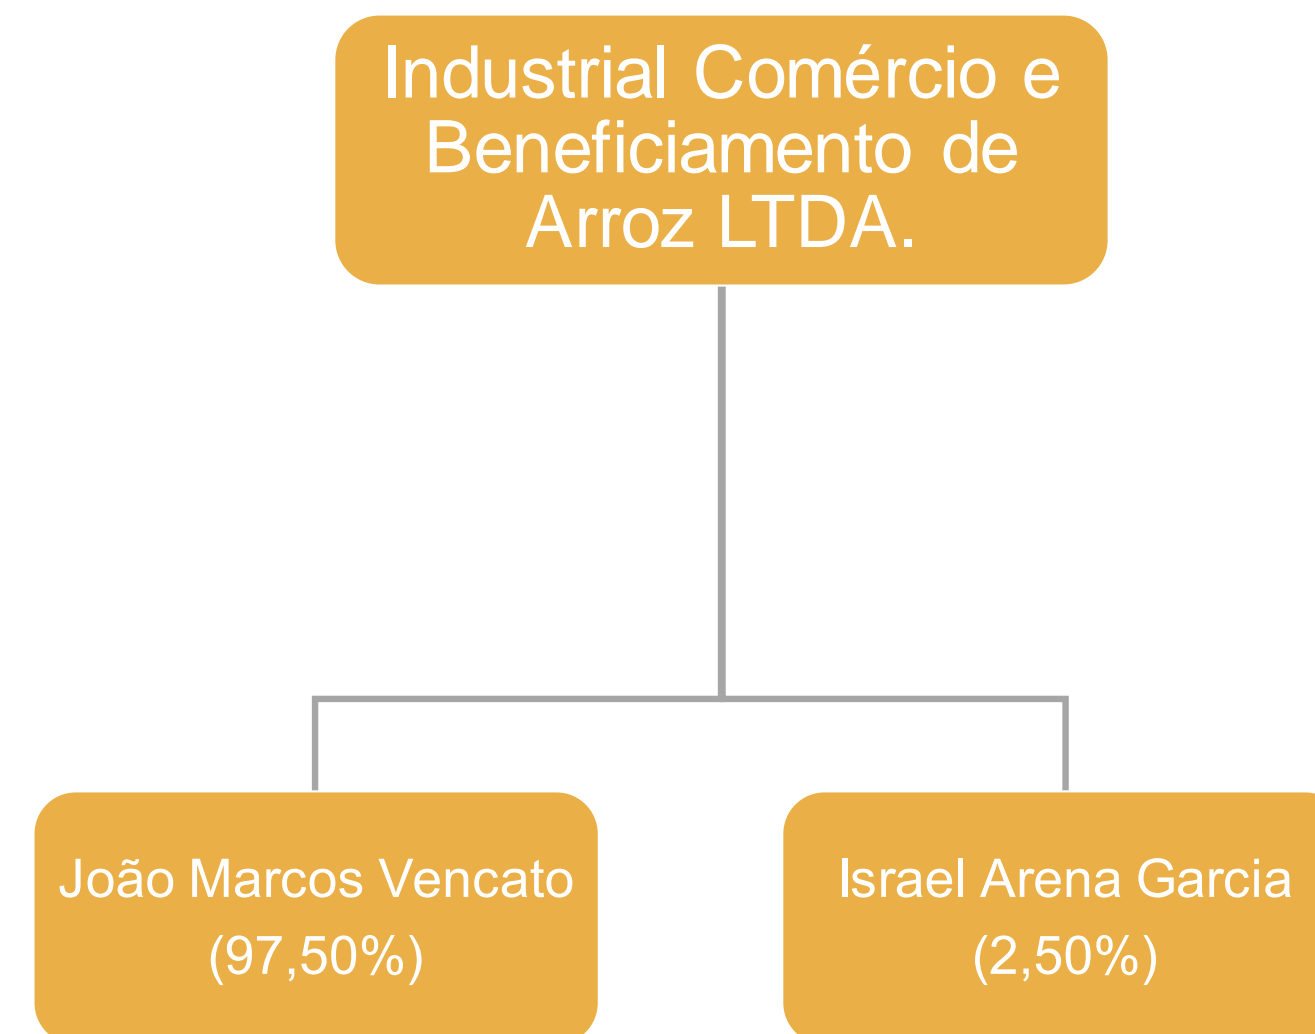 Industrial Comércio e
Beneficiamento de
Arroz LTDA.
João Marcos Vencato
(97,50%)
Israel Arena Garcia
(2,50%)